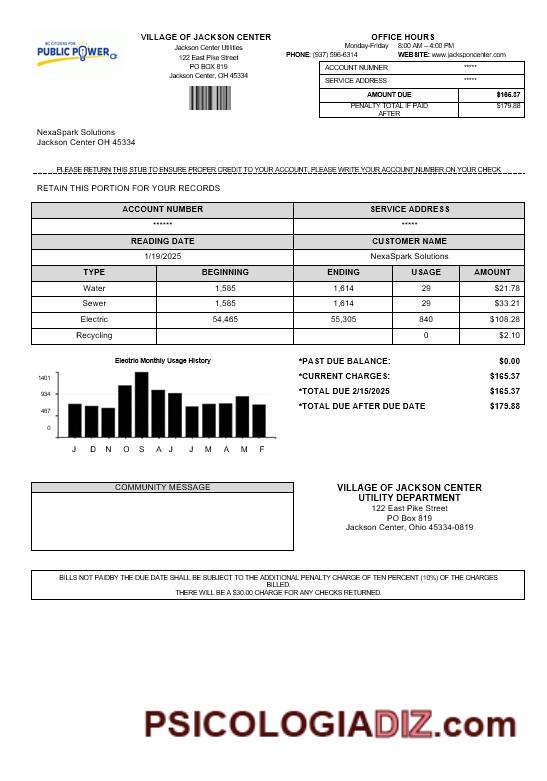 WE CITIZENS FOR
PUBLIC POWER
VILLAGE OF JACKSON CENTER
Jackson Center Utilities
122 East Pike Street
PO BOX 819
Jackson Center, OH 45334
OFFICE HOURS
Monday-Friday 8:00 AM – 4:00 PM
PHONE: (937) 596-6314 WEBSITE: www.jacksponcenter.com
ACCOUNT NUMNER *****
SERVICE ADDRESS *****
AMOUNT DUE $165.37
PENALTY TOTAL IF PAID AFTER $179.88
NexaSpark Solutions
Jackson Center OH 45334
PLEASE RETURN THIS STUB TO ENSURE PROPER CREDIT TO YOUR ACCOUNT, PLEASE WRITE YOUR ACCOUNT NUMBER ON YOUR CHECK
RETAIN THIS PORTION FOR YOUR RECORDS
ACCOUNT NUMBER SERVICE ADDRESS
****** *****
READING DATE CUSTOMER NAME
1/19/2025 NexaSpark Solutions
TYPE BEGINNING ENDING USAGE AMOUNT
Water 1,585 1,614 29 $21.78
Sewer 1,585 1,614 29 $33.21
Electric 54,465 55,305 840 $108.28
Recycling 0 $2.10
Electric Monthly Usage History
1401
934
467
0
J D N O S A J J M A M F
*PAST DUE BALANCE: $0.00
*CURRENT CHARGE$: $165.37
*TOTAL DUE 2/15/2025 $165.37
*TOTAL DUE AFTER DUE DATE $179.88
COMMUNITY MESSAGE
VILLAGE OF JACKSON CENTER
UTILITY DEPARTMENT
122 East Pike Street
PO Box 819
Jackson Center, Ohio 45334-0819
BILLS NOT PAIDBY THE DUE DATE SHALL BE SUBJECT TO THE ADDITIONAL PENALTY CHARGE OF TEN PERCENT (10%) OF THE CHARGES
BILLED.
THERE WILL BE A $30.00 CHARGE FOR ANY CHECKS RETURNED.
PSICOLOGIADIZ.com